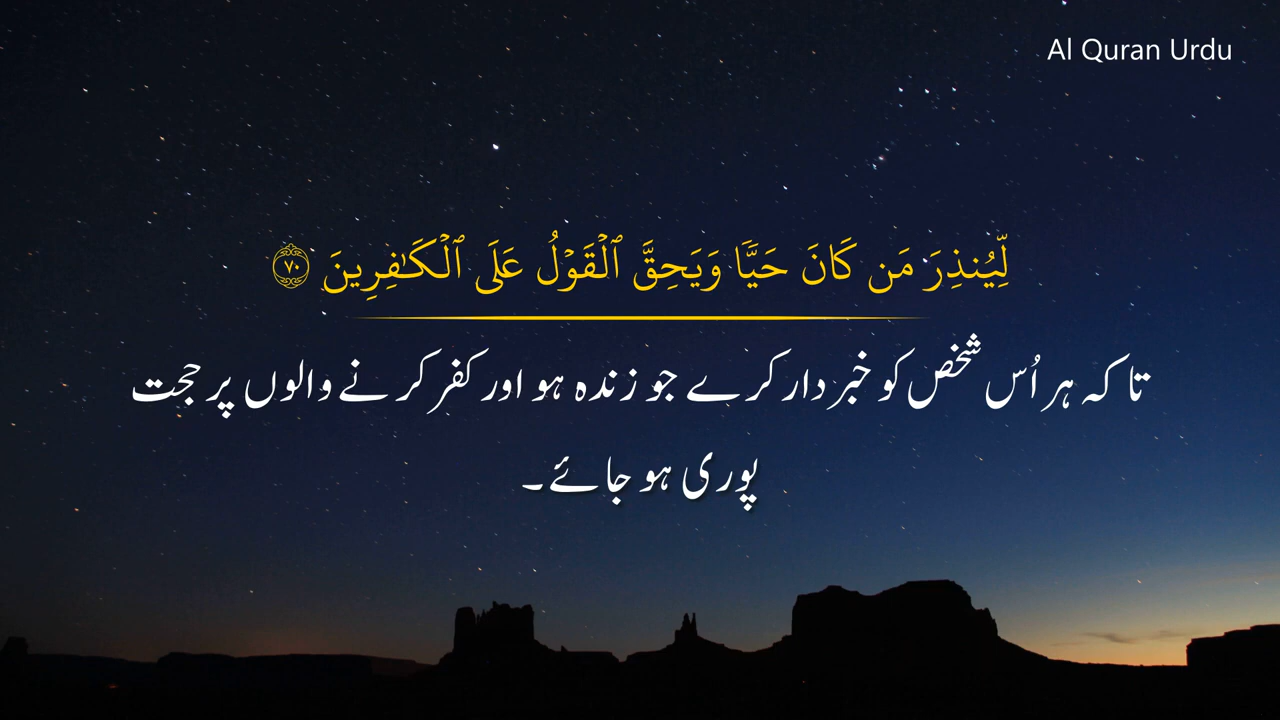 Al Quran Urdu
لِّيُنذِرَ مَن كَانَ حَيًّا وَيَحِقَّ ٱلْقَوْلُ عَلَى ٱلْكَـٰفِرِينَ ٧٠
تاکہ ہر اُس شخص کو خبردار کرے جو زندہ ہو اور کفر کرنے والوں پر حجت
پوری ہو جائے۔